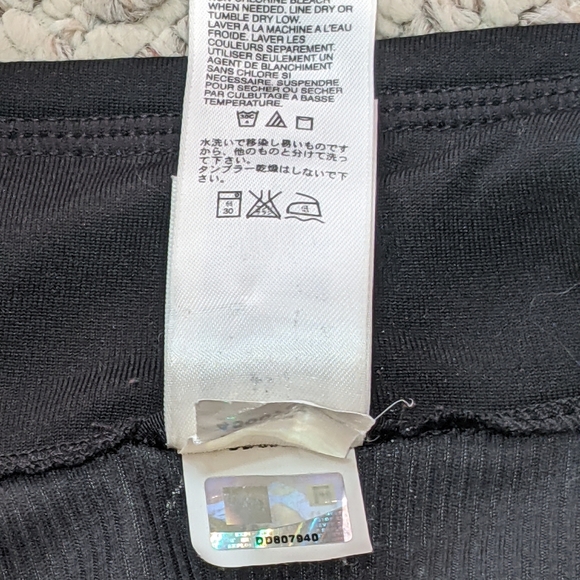 WHEN NEEDED. LINE DRY OR
TUMBLE DRY LOW.
LAVER A LA MACHINE A L'EAU
FROIDE. LAVER LES
COULEURS SEPAREMENT.
UTILISER SEULEMENT UN
AGENT DE BLANCHIMENT
SANS CHLORE SI
NECESSAIRE. SUSPENDRE
POUR SECHER OU SECHER
PAR CULBUTAGE A BASSE
TEMPERATURE.
水洗いで移染し易いものです
から、他のものと分けて洗っ
て下さい。
タンブラー乾燥はしないで下
さい。
30
DD807940